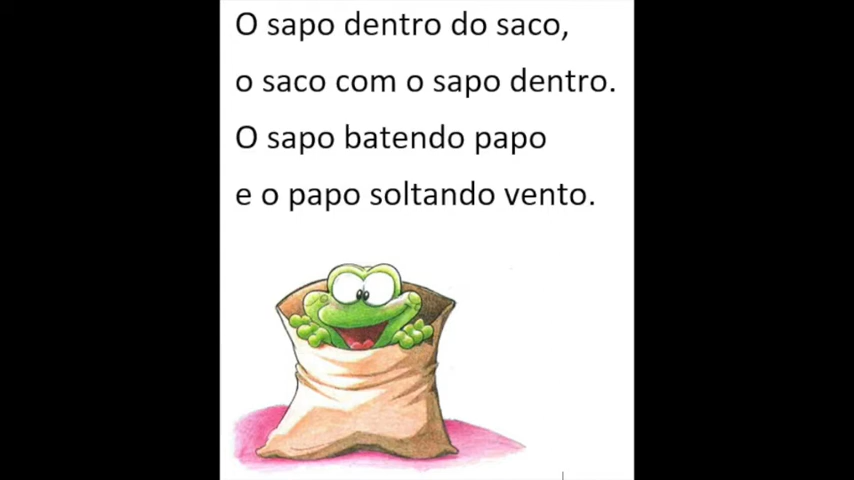 O sapo dentro do saco,
o saco com o sapo dentro.
O sapo batendo papo
e o papo soltando vento.